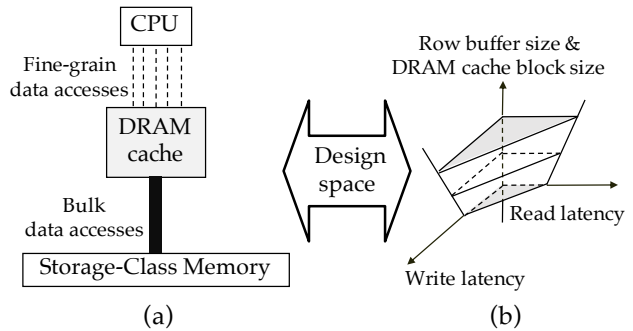 CPU
Fine-grain
data accesses
DRAM
cache
Bulk
data accesses
Storage-Class Memory
(a)
Design
space
Row buffer size &
DRAM cache block size
Read latency
Write latency
(b)